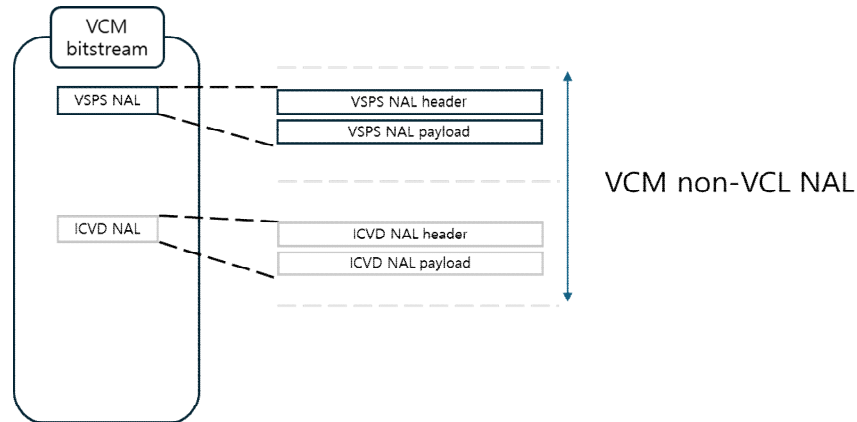 VCM
bitstream
VSPS NAL
VSPS NAL header
VSPS NAL payload
VCM non-VCL NAL
ICVD NAL
ICVD NAL header
ICVD NAL payload